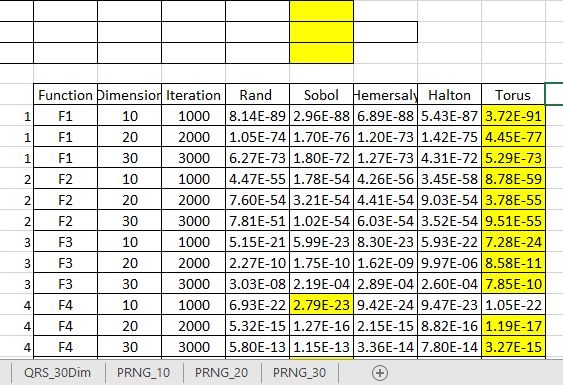 Function Dimension Iteration Rand Sobol Hemersaly Halton Torus
1 F1 10 1000 8.14E-89 2.96E-88 6.89E-88 5.43E-87 3.72E-91
1 F1 20 2000 1.05E-74 1.70E-76 1.20E-73 1.42E-75 4.45E-77
1 F1 30 3000 6.27E-73 1.80E-72 1.27E-73 4.31E-72 5.29E-73
2 F2 10 1000 4.47E-55 1.78E-54 4.26E-56 3.45E-58 8.78E-59
2 F2 20 2000 7.60E-54 3.21E-54 4.41E-54 9.03E-54 3.78E-55
2 F2 30 3000 7.81E-51 1.02E-54 6.03E-54 3.52E-54 9.51E-55
3 F3 10 1000 5.15E-21 5.99E-23 8.30E-23 5.93E-22 7.28E-24
3 F3 20 2000 2.27E-10 1.75E-10 1.62E-09 9.97E-06 8.58E-11
3 F3 30 3000 3.03E-08 2.19E-04 2.89E-04 2.60E-04 7.85E-10
4 F4 10 1000 6.93E-22 2.79E-23 9.42E-24 9.47E-23 1.05E-22
4 F4 20 2000 5.32E-15 1.27E-16 2.15E-15 8.82E-16 1.19E-17
4 F4 30 3000 5.80E-13 1.15E-13 3.36E-14 7.80E-14 3.27E-15
QRS_30Dim PRNG_10 PRNG_20 PRNG_30